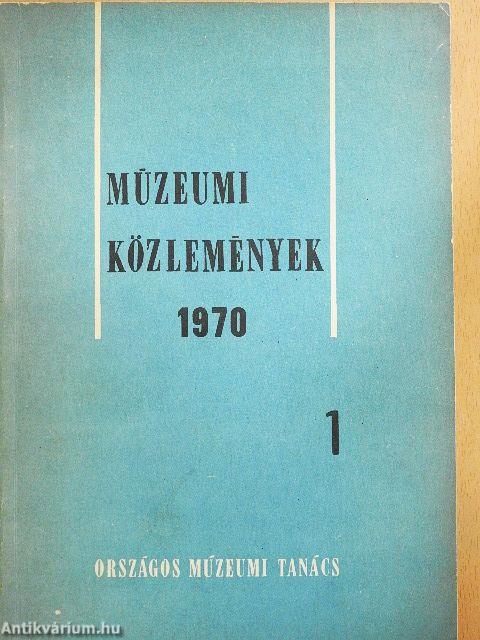 MÚZEUMI
KÖZLEMÉNYEK
1970
1
ORSZÁGOS MÚZEUMI TANÁCS
Antikvárium.hu